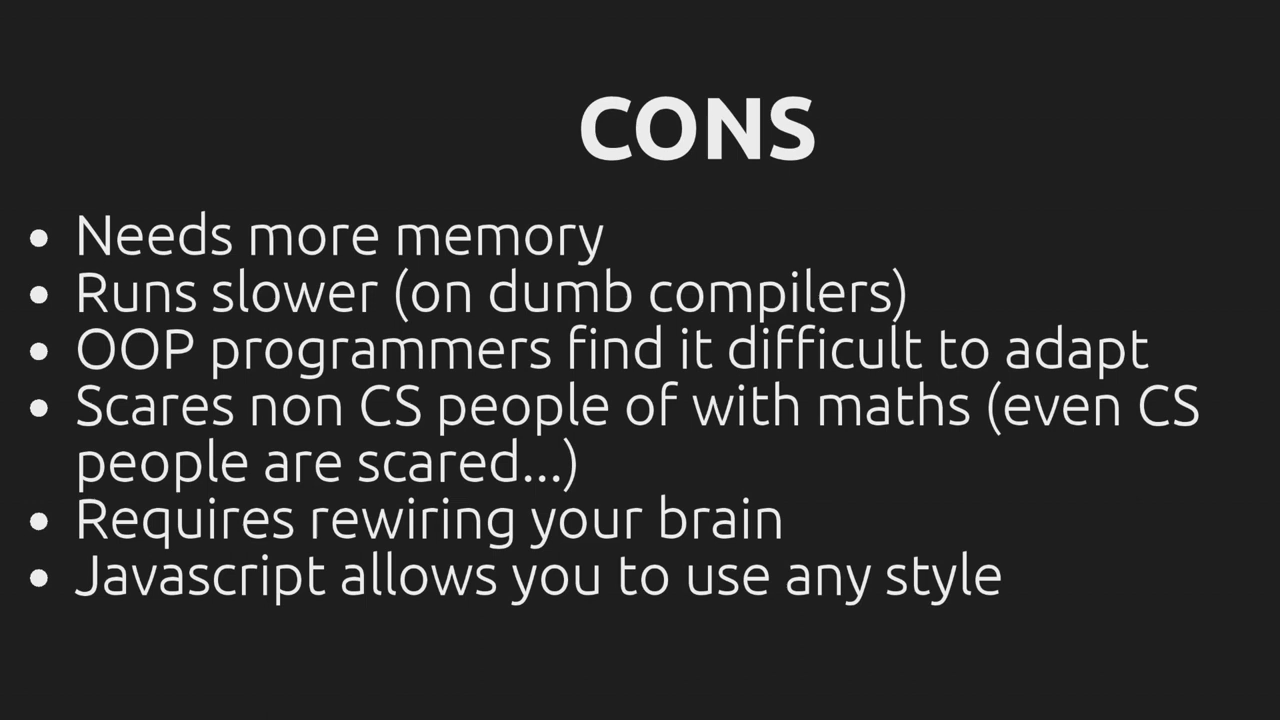 CONS
• Needs more memory
• Runs slower (on dumb compilers)
• OOP programmers find it difficult to adapt
• Scares non CS people of with maths (even CS
people are scared...)
• Requires rewiring your brain
• Javascript allows you to use any style